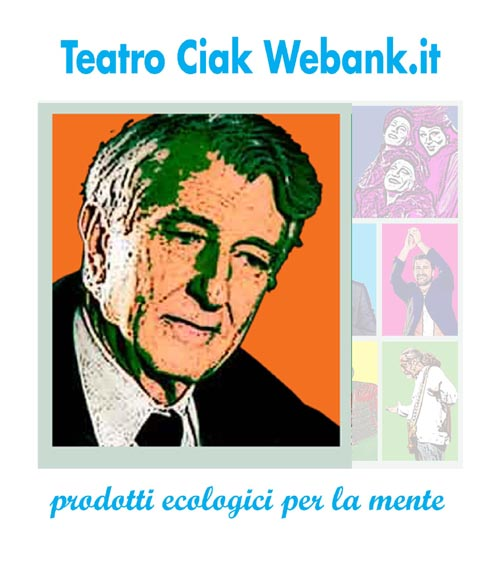 Teatro Ciak Webank.it
prodotti ecologici per la mente